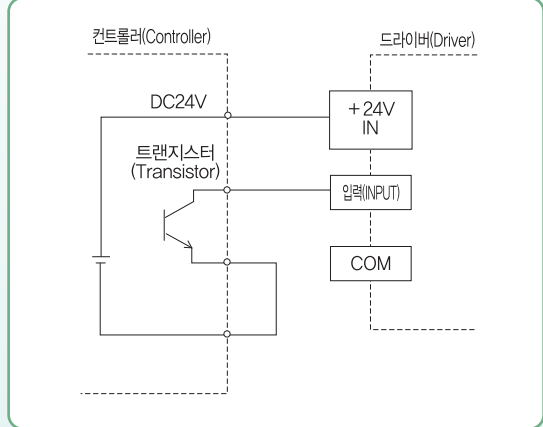 컨트롤러(Controller)
드라이버(Driver)
DC24V
+24V
IN
트랜지스터
(Transistor)
입력(INPUT)
COM